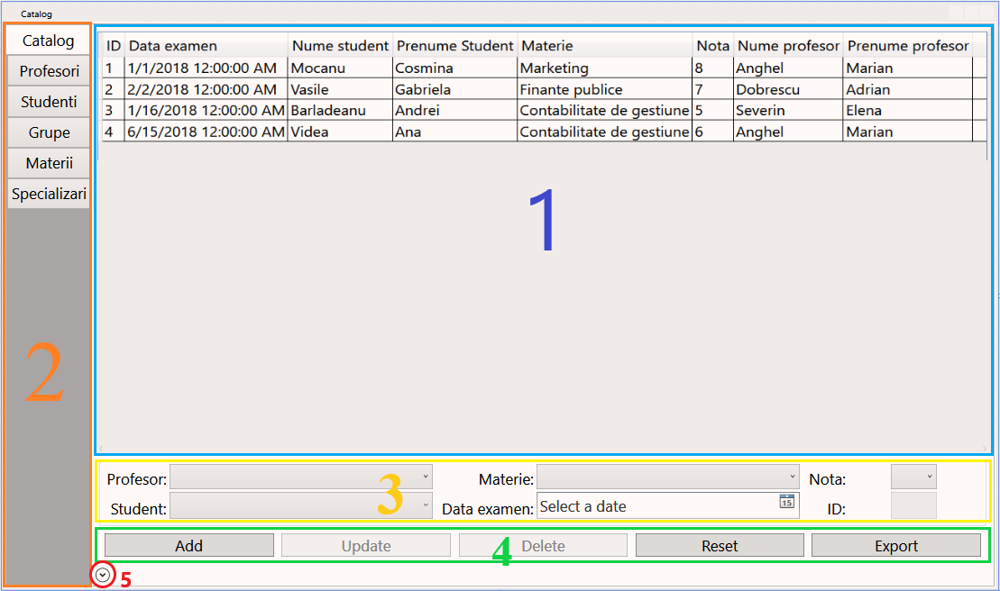 Catalog
Catalog
Profesori
Studenti
Grupe
Materii
Specializari
2
ID Data examen Nume student Prenume Student Materie Nota Nume profesor Prenume profesor
1 1/1/2018 12:00:00 AM Mocanu Cosmina Marketing 8 Anghel Marian
2 2/2/2018 12:00:00 AM Vasile Gabriela Finante publice 7 Dobrescu Adrian
3 1/16/2018 12:00:00 AM Barladeanu Andrei Contabilitate de gestiune 5 Severin Elena
4 6/15/2018 12:00:00 AM Videa Ana Contabilitate de gestiune 6 Anghel Marian
1
Profesor: Materie: Nota:
3
Student: Data examen: Select a date 15 ID:
Add Update Delete Reset Export
4
5